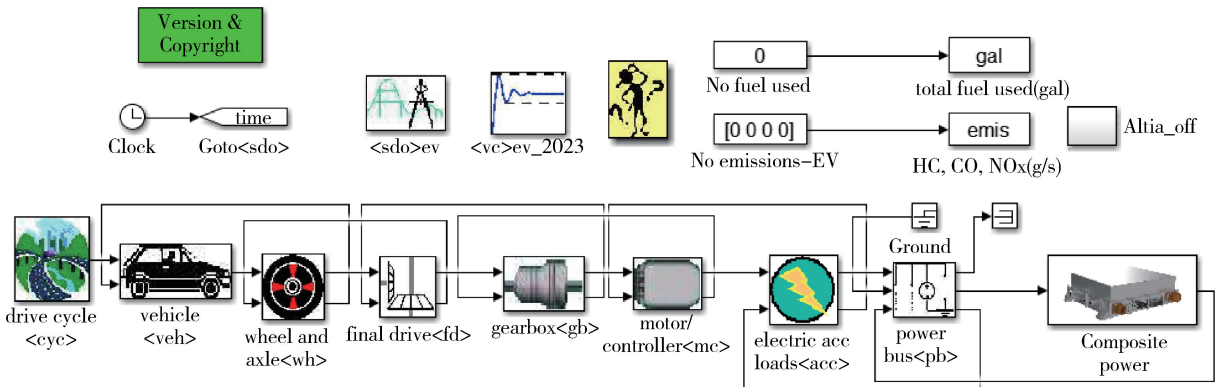 Version &
Copyright
0
gal
No fuel used
total fuel used(gal)
time
Clock
Goto<sdo>
<sdo>ev
<vc>ev_2023
[0 0 0 0]
emis
Altia_off
No emissions-EV
HC, CO, NOx(g/s)
Ground
drive cycle
<cyc>
vehicle
<veh>
wheel and
axle<wh>
final drive<fd>
gearbox<gb>
motor/
controller<mc>
electric acc
loads<acc>
power
bus<pb>
Composite
power